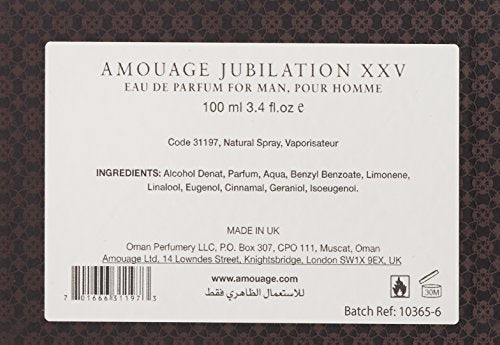 AMOUAGE JUBILATION XXV
EAU DE PARFUM FOR MAN, POUR HOMME
100 ml 3.4 fl.oz e
Code 31197, Natural Spray, Vaporisateur
INGREDIENTS: Alcohol Denat, Parfum, Aqua, Benzyl Benzoate, Limonene,
Linalool, Eugenol, Cinnamal, Geraniol, Isoeugenol.
MADE IN UK
Oman Perfumery LLC, P.O. Box 307, CPO 111, Muscat, Oman
Amouage Ltd. 14 Lowndes Street, Knightsbridge, London SW1X 9EX, UK
www.amouage.com
للاستعمال الظاهري فقط
7 01666 31197 3
30M
Batch Ref: 10365-6